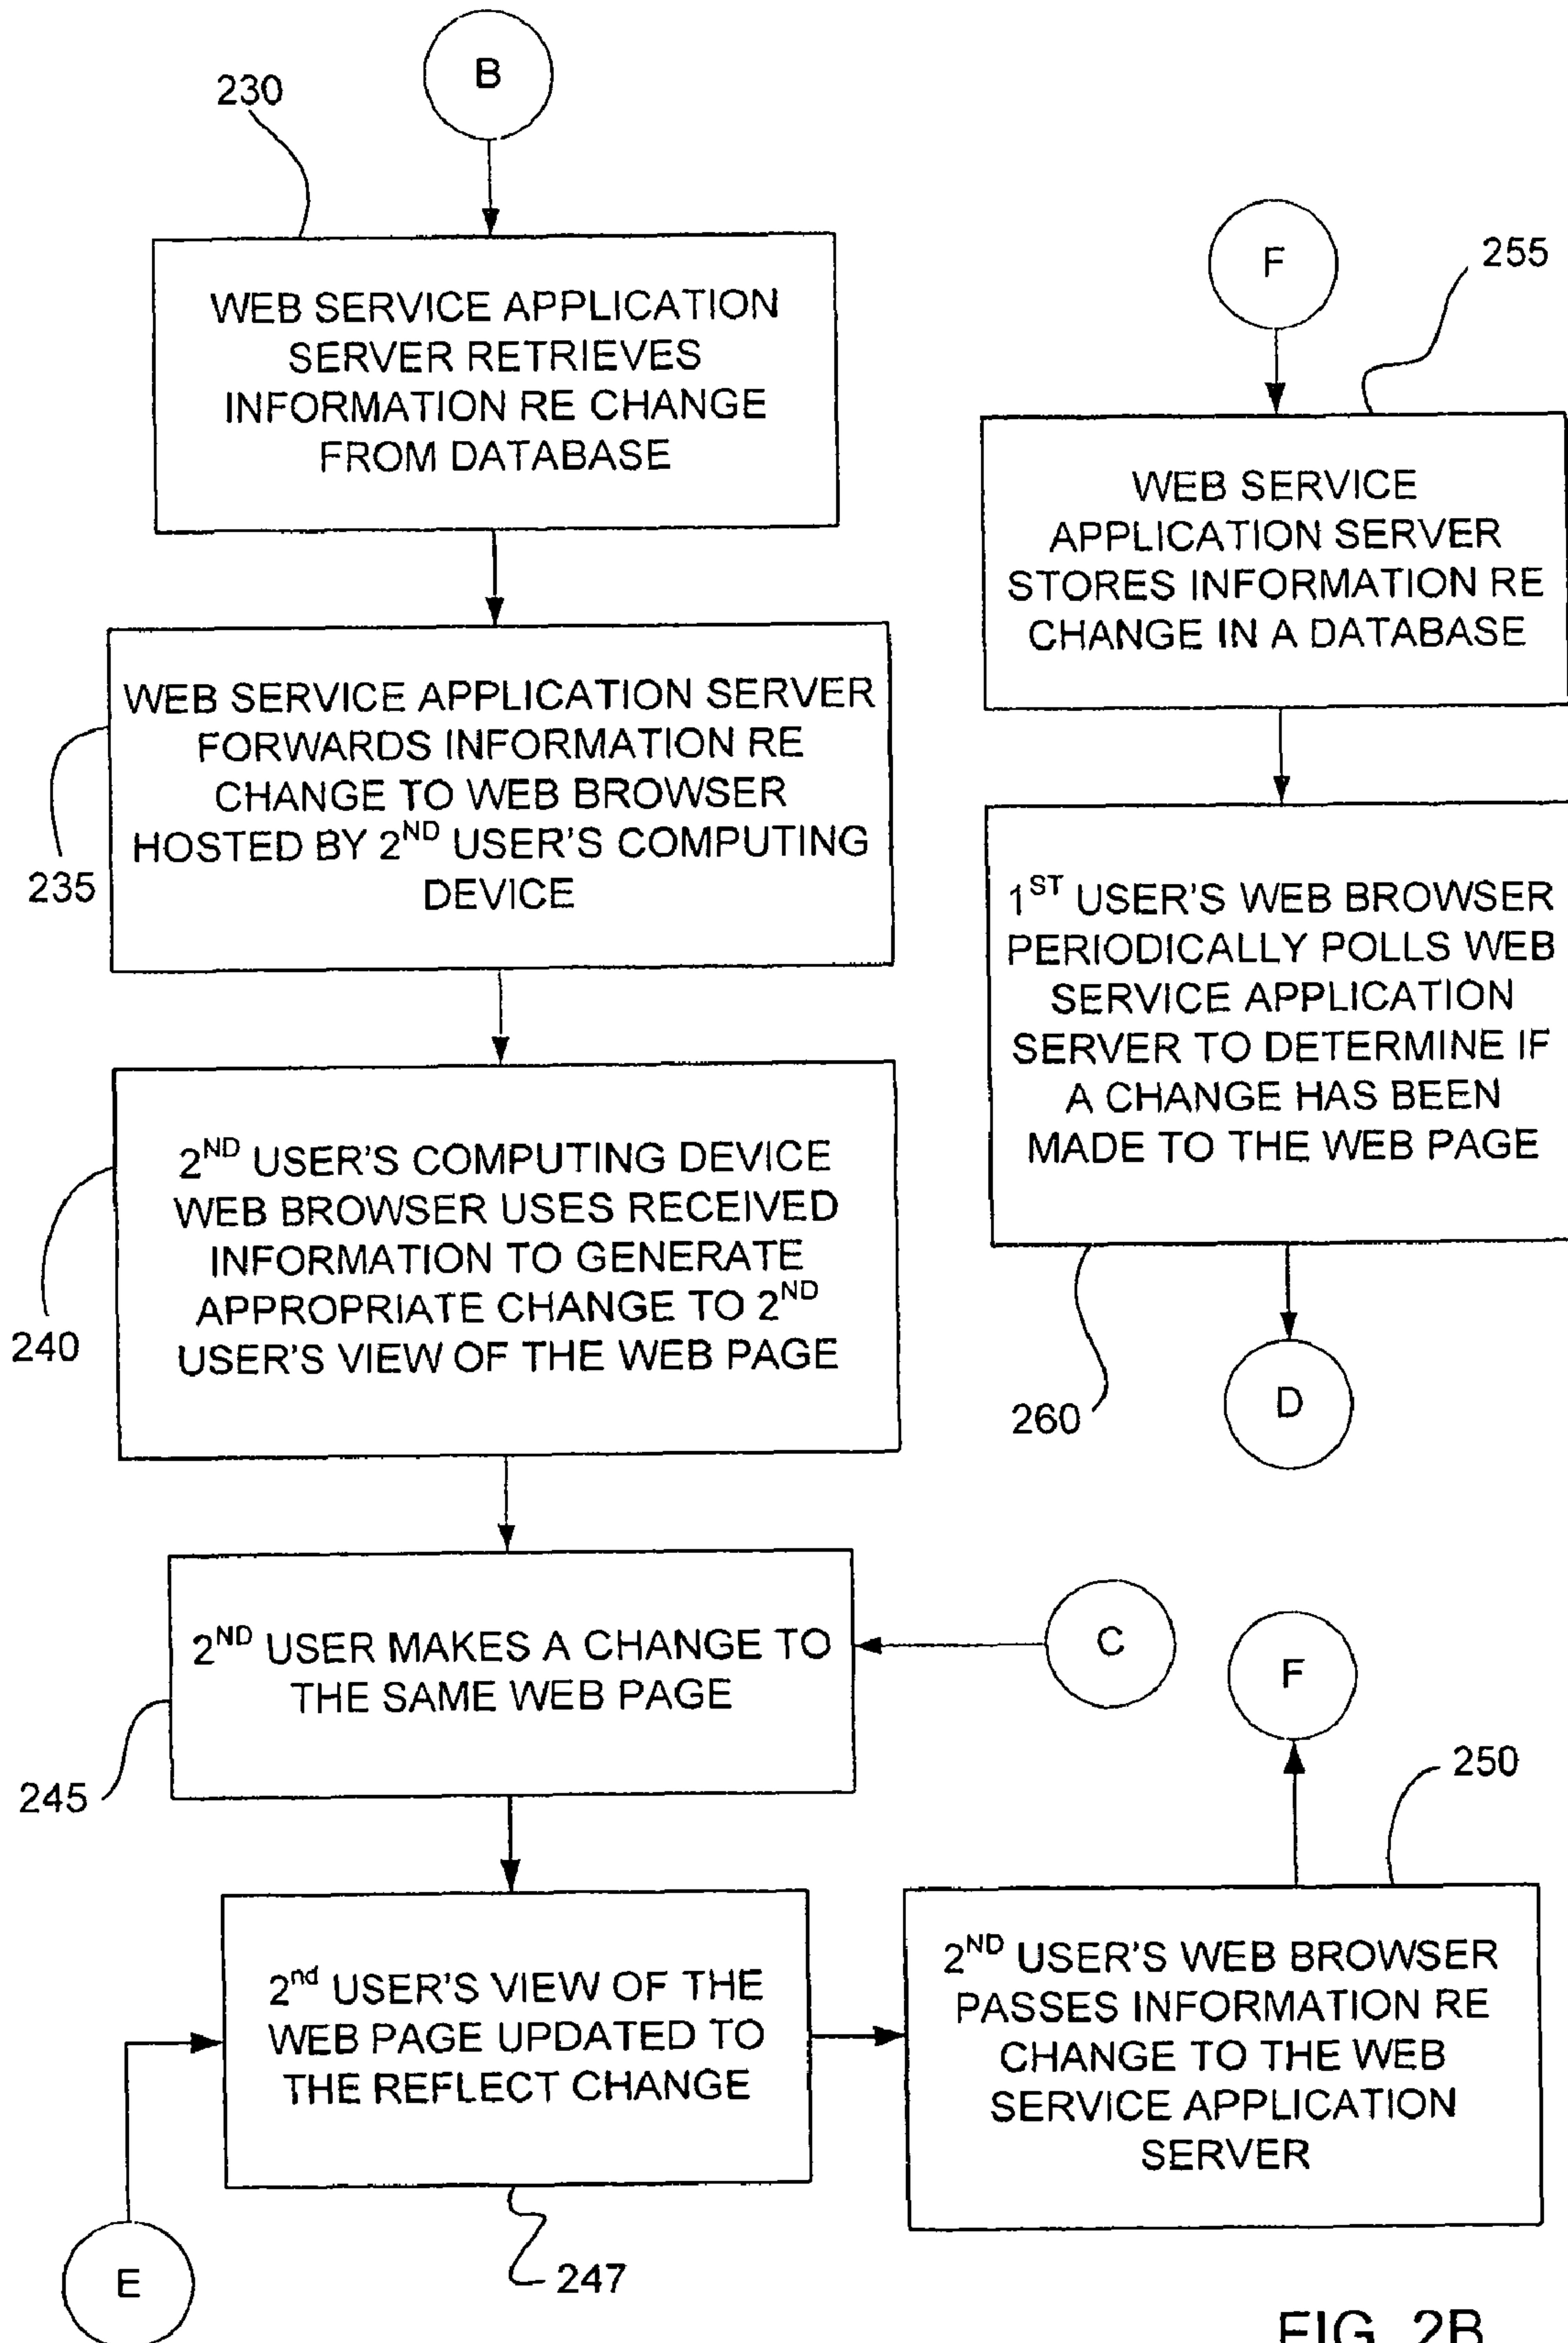 B
230
WEB SERVICE APPLICATION
SERVER RETRIEVES
INFORMATION RE CHANGE
FROM DATABASE
WEB SERVICE APPLICATION SERVER
FORWARDS INFORMATION RE
CHANGE TO WEB BROWSER
HOSTED BY 2ND USER'S COMPUTING
DEVICE
235
2ND USER'S COMPUTING DEVICE
WEB BROWSER USES RECEIVED
INFORMATION TO GENERATE
APPROPRIATE CHANGE TO 2ND
USER'S VIEW OF THE WEB PAGE
240
2ND USER MAKES A CHANGE TO
THE SAME WEB PAGE
245
C
2nd USER'S VIEW OF THE
WEB PAGE UPDATED TO
THE REFLECT CHANGE
247
E
2ND USER'S WEB BROWSER
PASSES INFORMATION RE
CHANGE TO THE WEB
SERVICE APPLICATION
SERVER
250
F
F
255
WEB SERVICE
APPLICATION SERVER
STORES INFORMATION RE
CHANGE IN A DATABASE
1ST USER'S WEB BROWSER
PERIODICALLY POLLS WEB
SERVICE APPLICATION
SERVER TO DETERMINE IF
A CHANGE HAS BEEN
MADE TO THE WEB PAGE
260
D
FIG. 2B